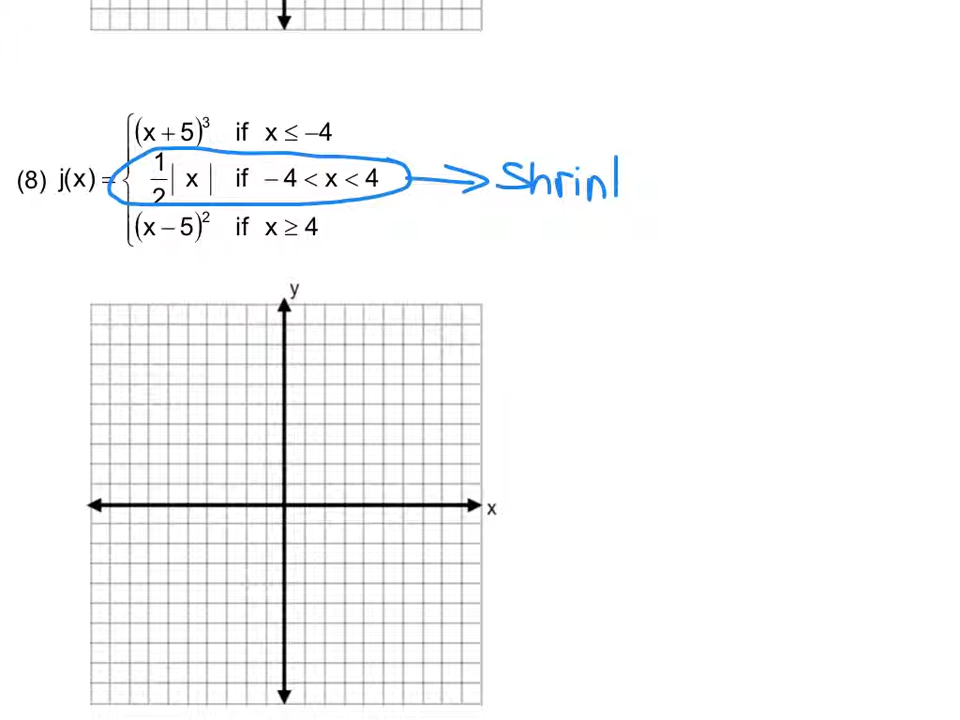 (8) j(x) = { (x + 5)³ if x ≤ −4
1/2 | x | if − 4 < x < 4
(x − 5)² if x ≥ 4
Shrinl
y
x